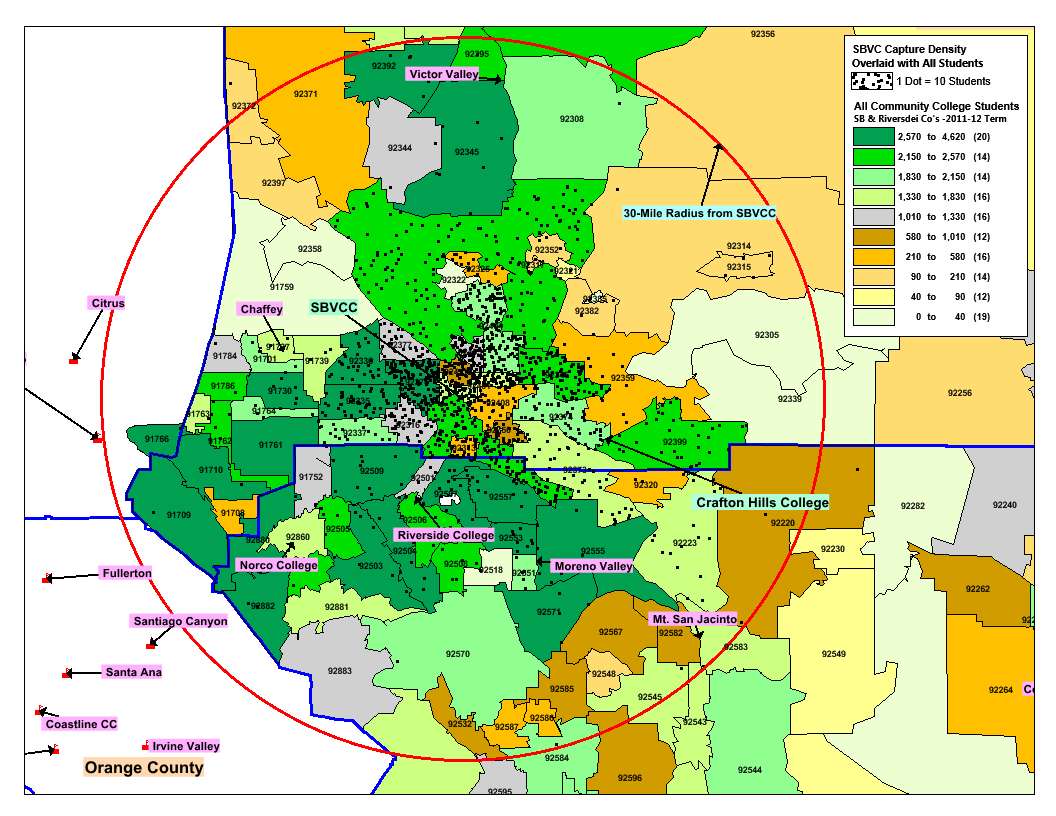 SBVC Capture Density
Overlaid with All Students
1 Dot = 10 Students
All Community College Students
SB & Riversdei Co's -2011-12 Term
2,570 to 4,620 (20)
2,150 to 2,570 (14)
1,830 to 2,150 (14)
1,330 to 1,830 (16)
1,010 to 1,330 (16)
580 to 1,010 (12)
210 to 580 (16)
90 to 210 (14)
40 to 90 (12)
0 to 40 (19)
92356
92395
92392
Victor Valley
92371
92372
92308
92344
92345
92397
30-Mile Radius from SBVCC
92358
92352
92314
92315
92321
92322
91759
Citrus
Chaffey
SBVCC
92382
92305
92377
91784
91701
91739
92359
91786
91730
92339
92256
91763
91764
92335
92374
91766
91762
91761
92337
92316
92399
91710
91752
92509
92373
92320
91709
91708
92557
Crafton Hills College
92282
92240
92506
92505
92220
92860
Riverside College
92553
92223
92230
92504
92555
Norco College
92503
92508
92518
Moreno Valley
Fullerton
92262
92882
92881
92571
Santiago Canyon
Mt. San Jacinto
92567
92582
92583
92570
92549
Santa Ana
92883
92548
92585
92545
92264
Coastline CC
92532
92587
92586
92543
Irvine Valley
92584
Orange County
92596
92544
92595